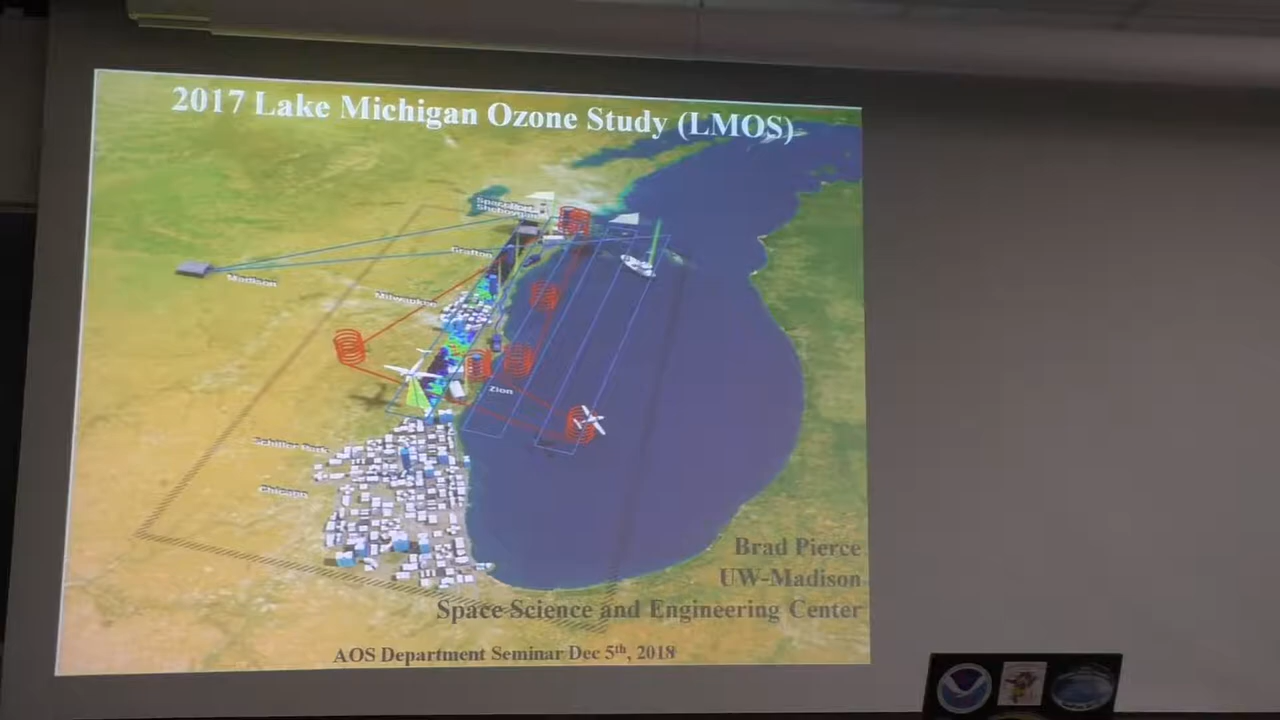 2017 Lake Michigan Ozone Study (LMOS)
Spaceport
Sheboygan
Grafton
Madison
Milwaukee
Zion
Schiller Park
Chicago
Brad Pierce
UW-Madison
Space Science and Engineering Center
AOS Department Seminar Dec 5th, 2018